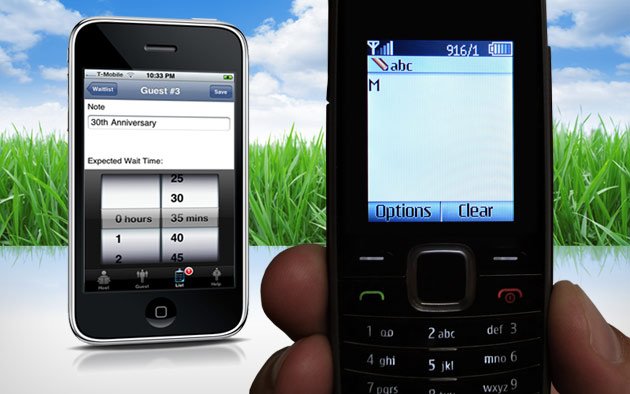 T-Mobile 10:33 PM
Waitlist Guest #3 Save
Note
30th Anniversary
Expected Wait Time:
25
30
0 hours 35 mins
1 40
2 45
Host Guest List Help
916/1
abc
M
Options Clear
1 2 abc def 3
4 ghi 5 jkl mno 6
7 pqrs 8 tuv wxyz 9